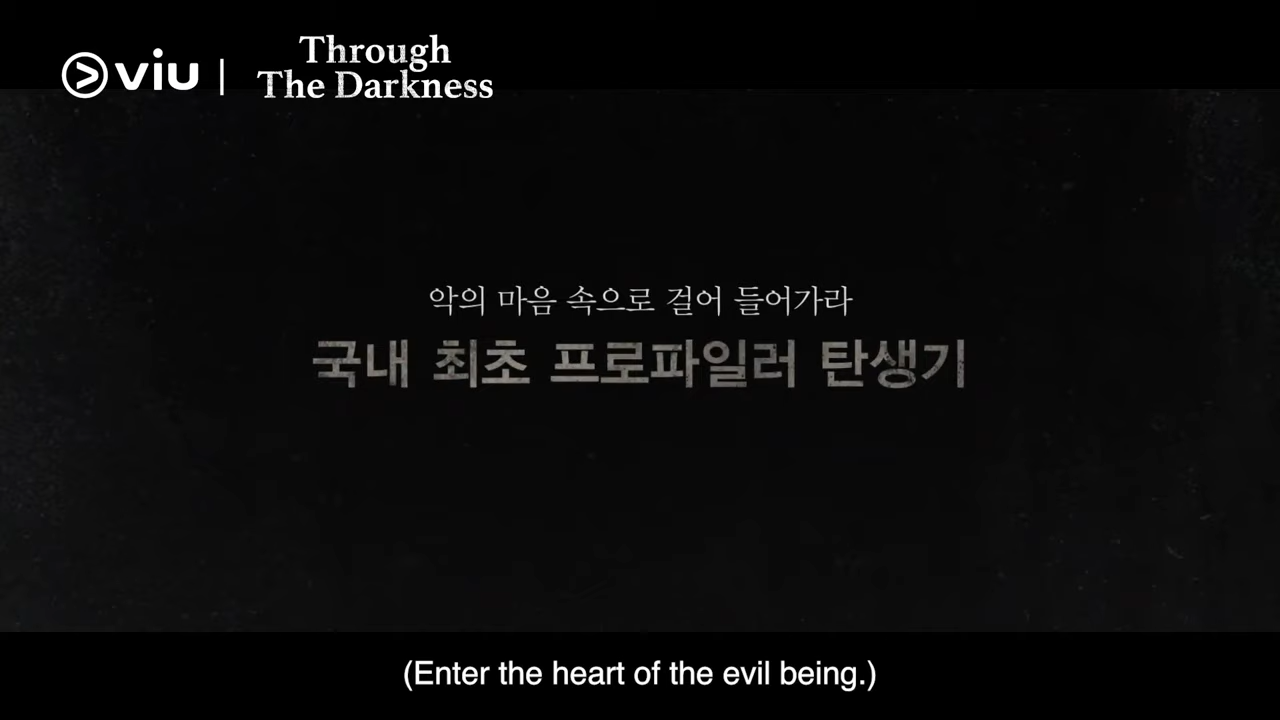 viu | Through
The Darkness
악의 마음 속으로 걸어 들어가라
국내 최초 프로파일러 탄생기
(Enter the heart of the evil being.)